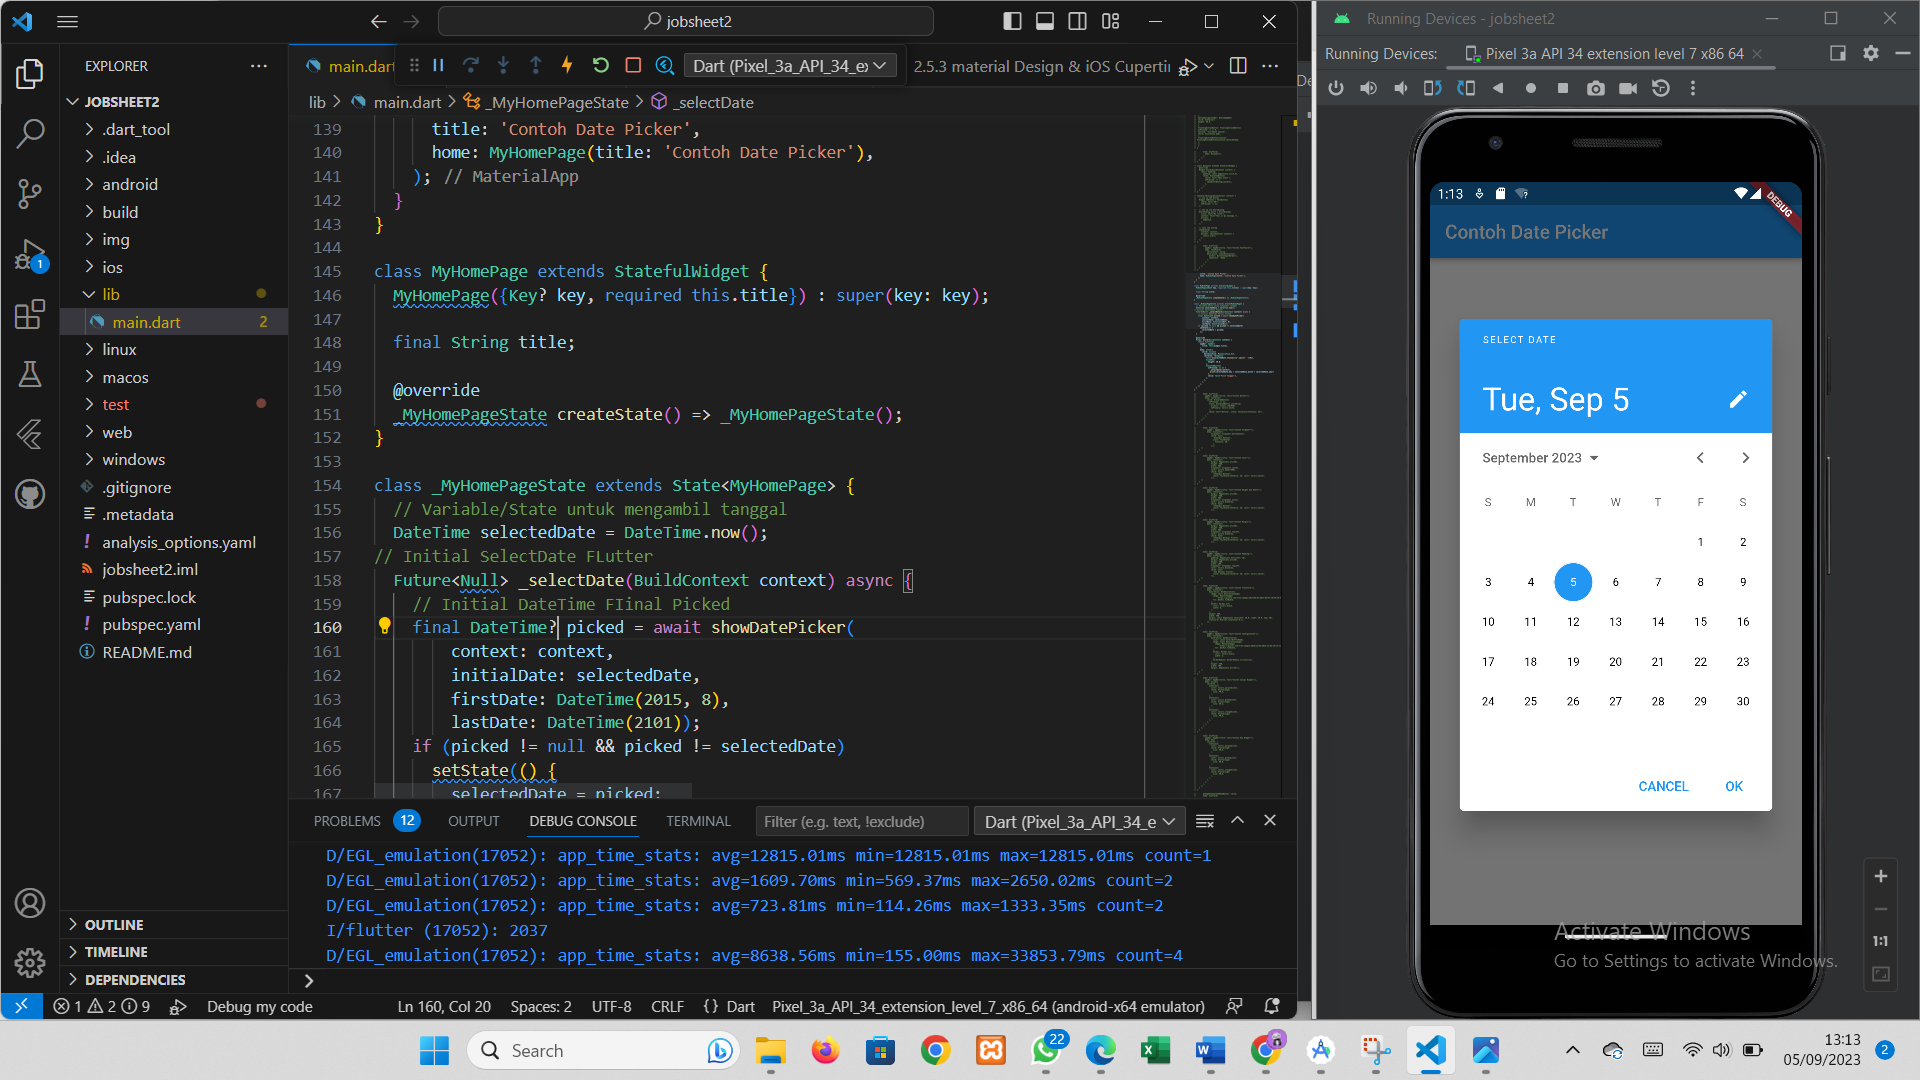 jobsheet2
EXPLORER
main.dart
Dart (Pixel_3a_API_34_e
2.5.3 material Design & iOS Cuperti
JOBSHEET2
.dart_tool
.idea
android
build
img
ios
lib
main.dart 2
linux
macos
test
web
windows
.gitignore
.metadata
analysis_options.yaml
jobsheet2.iml
pubspec.lock
pubspec.yaml
README.md
OUTLINE
TIMELINE
DEPENDENCIES
1
lib > main.dart > _MyHomePageState > _selectDate
139 title: 'Contoh Date Picker',
140 home: MyHomePage(title: 'Contoh Date Picker'),
141 ); // MaterialApp
142 }
143 }
144
145 class MyHomePage extends StatefulWidget {
146 MyHomePage({Key? key, required this.title}) : super(key: key);
147
148 final String title;
149
150 @override
151 _MyHomePageState createState() => _MyHomePageState();
152 }
153
154 class _MyHomePageState extends State<MyHomePage> {
155 // Variable/State untuk mengambil tanggal
156 DateTime selectedDate = DateTime.now();
157 // Initial SelectDate FLutter
158 Future<Null> _selectDate(BuildContext context) async {
159 // Initial DateTime FIinal Picked
160 final DateTime? picked = await showDatePicker(
161 context: context,
162 initialDate: selectedDate,
163 firstDate: DateTime(2015, 8),
164 lastDate: DateTime(2101));
165 if (picked != null && picked != selectedDate)
166 setState(() {
167 selectedDate = picked;
PROBLEMS 12 OUTPUT DEBUG CONSOLE TERMINAL
Filter (e.g. text, !exclude)
Dart (Pixel_3a_API_34_e
D/EGL_emulation(17052): app_time_stats: avg=12815.01ms min=12815.01ms max=12815.01ms count=1
D/EGL_emulation(17052): app_time_stats: avg=1609.70ms min=569.37ms max=2650.02ms count=2
D/EGL_emulation(17052): app_time_stats: avg=723.81ms min=114.26ms max=1333.35ms count=2
I/flutter (17052): 2037
D/EGL_emulation(17052): app_time_stats: avg=8638.56ms min=155.00ms max=33853.79ms count=4
1 2 9 Debug my code Ln 160, Col 20 Spaces: 2 UTF-8 CRLF {} Dart Pixel_3a_API_34_extension_level_7_x86_64 (android-x64 emulator)
Running Devices - jobsheet2
Running Devices: Pixel 3a API 34 extension level 7 x86 64
De
1:13
DEBUG
Contoh Date Picker
SELECT DATE
Tue, Sep 5
September 2023
S M T W T F S
1 2
3 4 5 6 7 8 9
10 11 12 13 14 15 16
17 18 19 20 21 22 23
24 25 26 27 28 29 30
CANCEL OK
1:1
Activate Windows
Go to Settings to activate Windows.
Search
22
13:13
05/09/2023
2